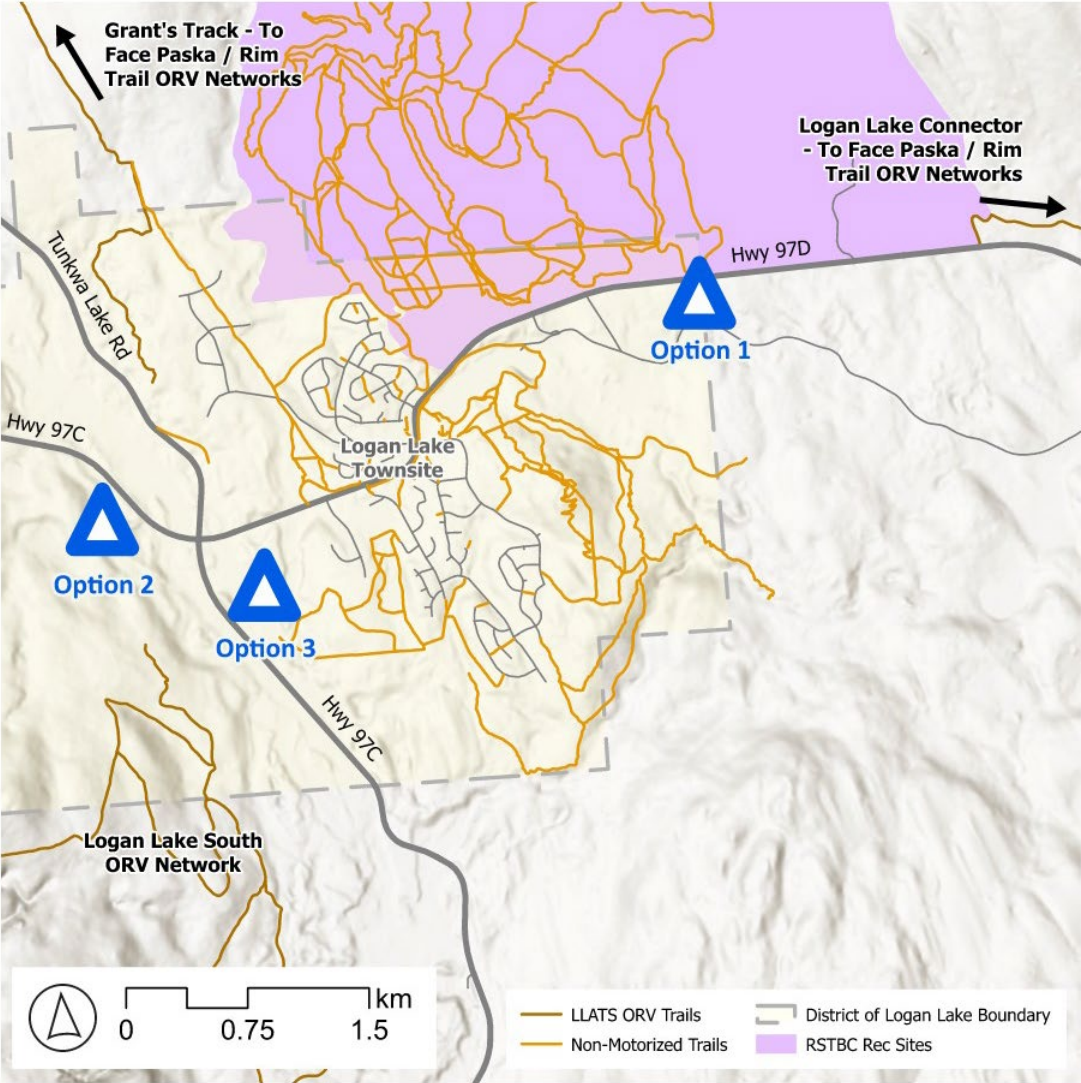 Grant's Track - To
Face Paska / Rim
Trail ORV Networks
Logan Lake Connector
- To Face Paska / Rim
Trail ORV Networks
Hwy 97D
Tunkwa Lake Rd
Option 1
Hwy 97C
Logan Lake
Townsite
Option 2
Option 3
Hwy 97C
Logan Lake South
ORV Network
km
0 0.75 1.5
LLATS ORV Trails
Non-Motorized Trails
District of Logan Lake Boundary
RSTBC Rec Sites